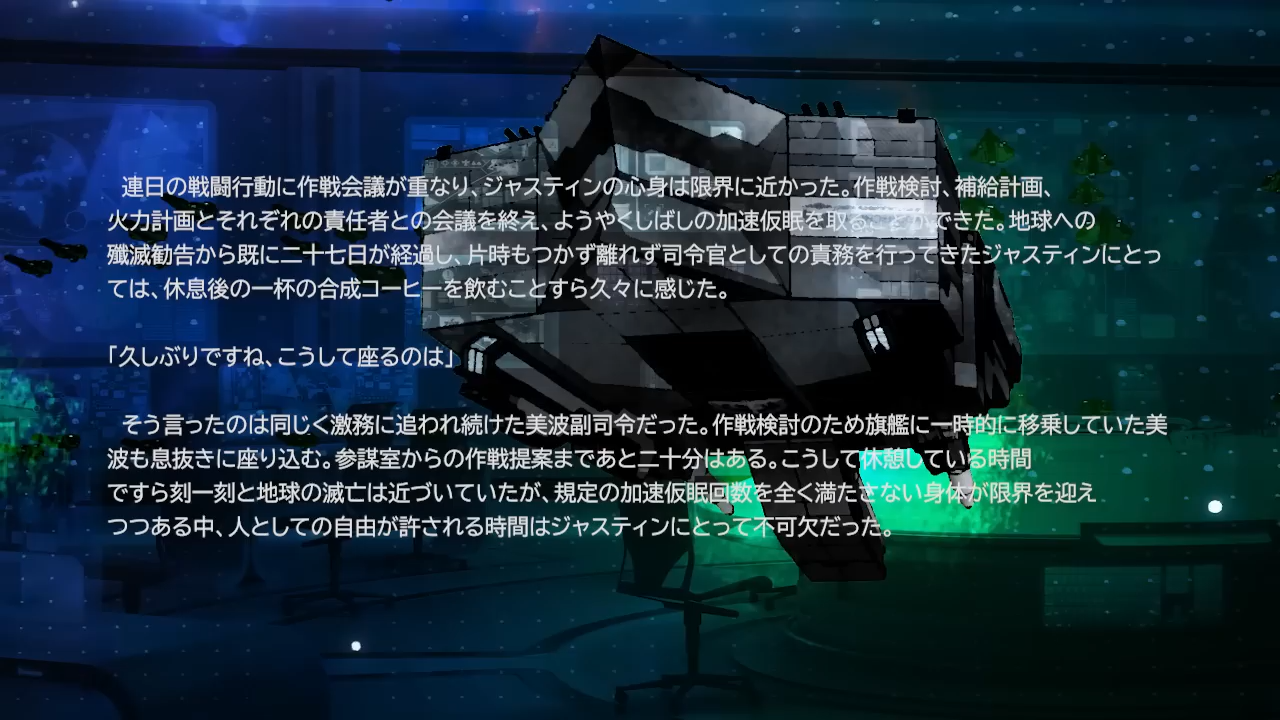 連日の戦闘行動に作戦会議が重なり、ジャスティンの心身は限界に近かった。作戦検討、補給計画、
火力計画とそれぞれの責任者との会議を終え、ようやくしばしの加速仮眠を取ることができた。地球への
殲滅勧告から既に二十七日が経過し、片時もつかず離れず司令官としての責務を行ってきたジャスティンにとっ
ては、休息後の一杯の合成コーヒーを飲むことすら久々に感じた。
「久しぶりですね、こうして座るのは」
そう言ったのは同じく激務に追われ続けた美波副司令だった。作戦検討のため旗艦に一時的に移乗していた美
波も息抜きに座り込む。参謀室からの作戦提案まであと二十分はある。こうして休憩している時間
ですら刻一刻と地球の滅亡は近づいていたが、規定の加速仮眠回数を全く満たさない身体が限界を迎え
つつある中、人としての自由が許される時間はジャスティンにとって不可欠だった。